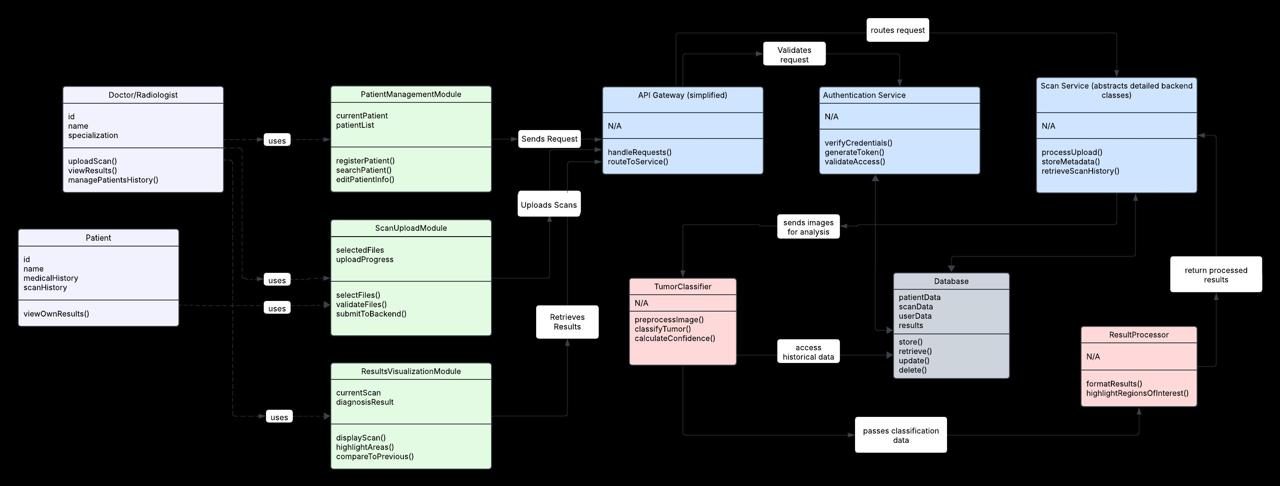 routes request
Validates
request
Doctor/Radiologist
id
name
specialization
uploadScan()
viewResults()
managePatientsHistory()
uses
PatientManagementModule
currentPatient
patientList
registerPatient()
searchPatient()
editPatientInfo()
Sends Request
API Gateway (simplified)
N/A
handleRequests()
routeToService()
Authentication Service
N/A
verifyCredentials()
generateToken()
validateAccess()
Scan Service (abstracts detailed backend
classes)
N/A
processUpload()
storeMetadata()
retrieveScanHistory()
Uploads Scans
Patient
id
name
medicalHistory
scanHistory
viewOwnResults()
uses
uses
ScanUploadModule
selectedFiles
uploadProgress
selectFiles()
validateFiles()
submitToBackend()
sends images
for analysis
return processed
results
Retrieves
Results
TumorClassifier
N/A
preprocessImage()
classifyTumor()
calculateConfidence()
access
historical data
Database
patientData
scanData
userData
results
store()
retrieve()
update()
delete()
ResultProcessor
N/A
formatResults()
highlightRegionsOfInterest()
uses
ResultsVisualizationModule
currentScan
diagnosisResult
displayScan()
highlightAreas()
compareToPrevious()
passes classification
data